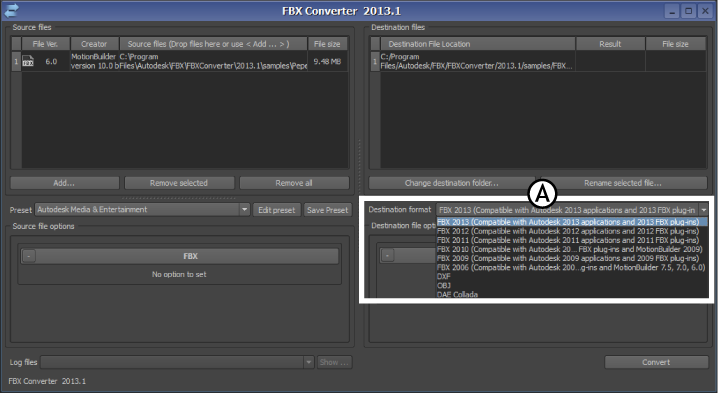 FBX Converter 2013.1
Source files
File Ver. Creator Source files (Drop files here or use < Add ... > ) File size
1 FBX 6.0 MotionBuilder C:\Program 9.48 MB
version 10.0 bFiles\Autodesk\FBX\FBXConverter\2013.1\samples\Pepe
Add... Remove selected Remove all
Destination files
Destination File Location Result File size
1 C:/Program
Files/Autodesk/FBX/FBXConverter/2013.1/samples/FBX...
Change destination folder... Rename selected file...
A
Preset Autodesk Media & Entertainment Edit preset Save Preset
Source file options
- FBX
No option to set
Destination format FBX 2013 (Compatible with Autodesk 2013 applications and 2013 FBX plug-in
Destination file opt
-
FBX 2013 (Compatible with Autodesk 2013 applications and 2013 FBX plug-ins)
FBX 2012 (Compatible with Autodesk 2012 applications and 2012 FBX plug-ins)
FBX 2011 (Compatible with Autodesk 2011 applications and 2011 FBX plug-ins)
FBX 2010 (Compatible with Autodesk 20... FBX plug-ins and MotionBuilder 2009)
FBX 2009 (Compatible with Autodesk 2009 applications and 2009 FBX plug-ins)
FBX 2006 (Compatible with Autodesk 200...g-ins and MotionBuilder 7.5, 7.0, 6.0)
DXF
OBJ
DAE Collada
Log files Show ... Convert
FBX Converter 2013.1